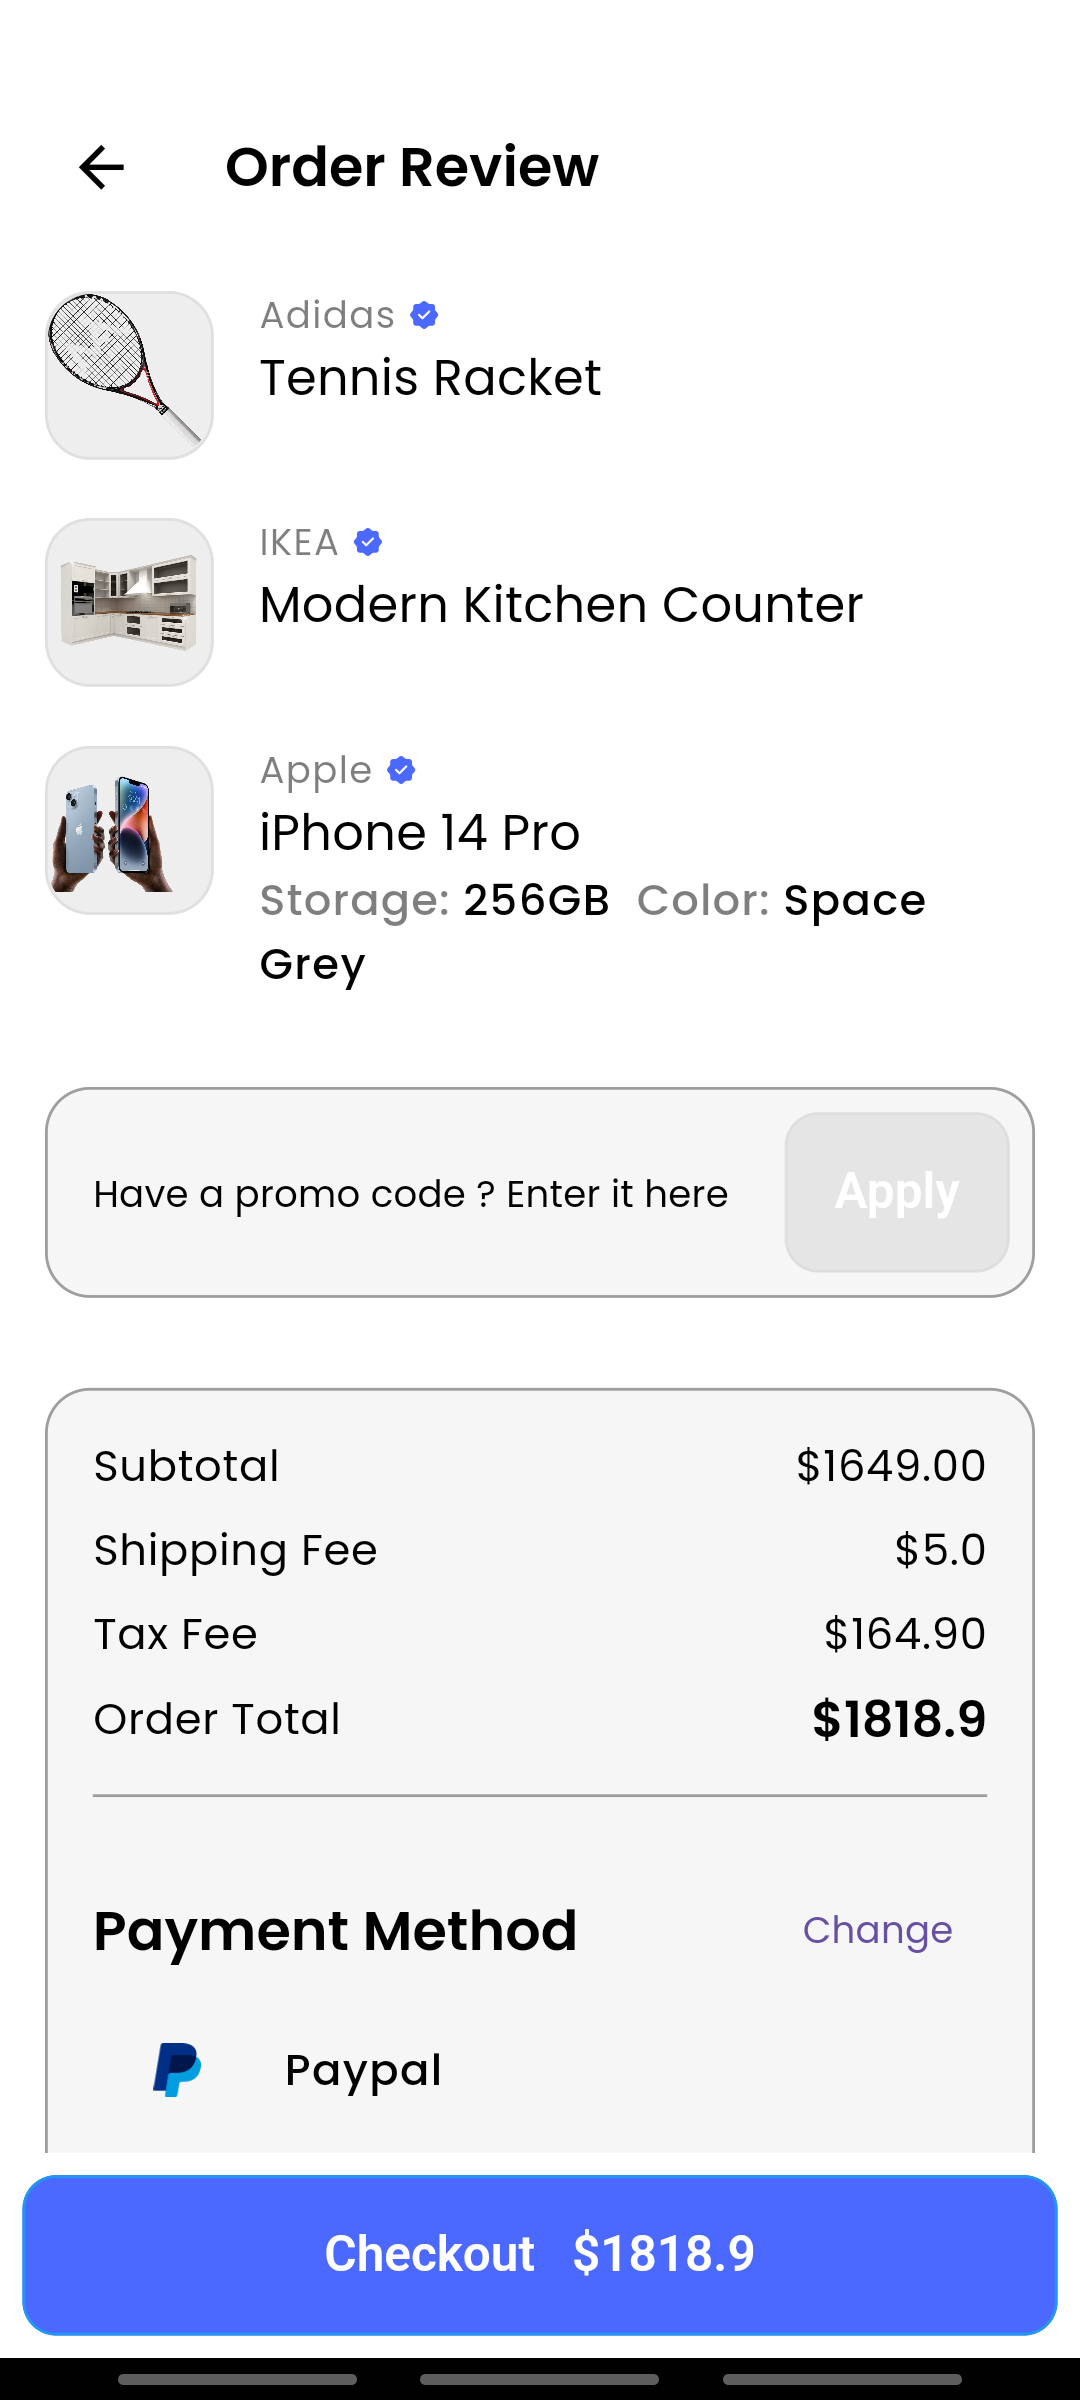 Order Review
Adidas
Tennis Racket
IKEA
Modern Kitchen Counter
Apple
iPhone 14 Pro
Storage: 256GB Color: Space
Grey
Have a promo code ? Enter it here
Apply
Subtotal $1649.00
Shipping Fee $5.0
Tax Fee $164.90
Order Total $1818.9
Payment Method Change
Paypal
Checkout $1818.9